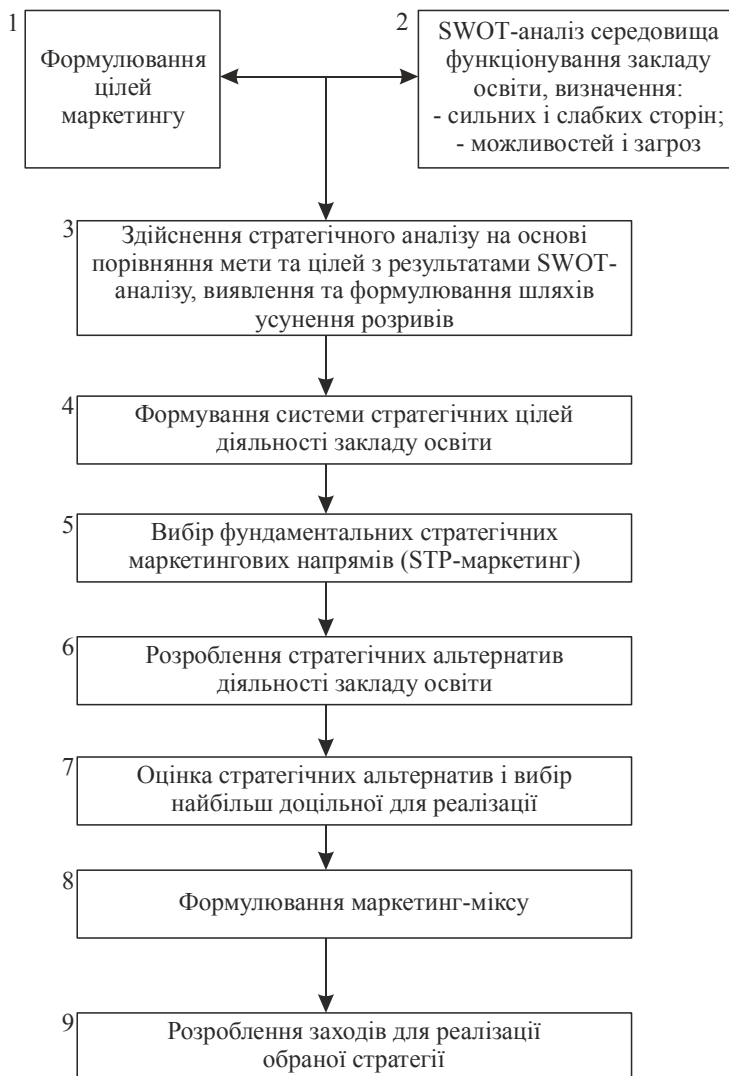 1
Формулювання
цілей
маркетингу
2
SWOT-аналіз середовища
функціонування закладу
освіти, визначення:
- сильних і слабких сторін;
- можливостей і загроз
3
Здійснення стратегічного аналізу на основі
порівняння мети та цілей з результатами SWOT-
аналізу, виявлення та формулювання шляхів
усунення розривів
4
Формування системи стратегічних цілей
діяльності закладу освіти
5
Вибір фундаментальних стратегічних
маркетингових напрямів (STP-маркетинг)
6
Розроблення стратегічних альтернатив
діяльності закладу освіти
7
Оцінка стратегічних альтернатив і вибір
найбільш доцільної для реалізації
8
Формулювання маркетинг-міксу
9
Розроблення заходів для реалізації
обраної стратегії